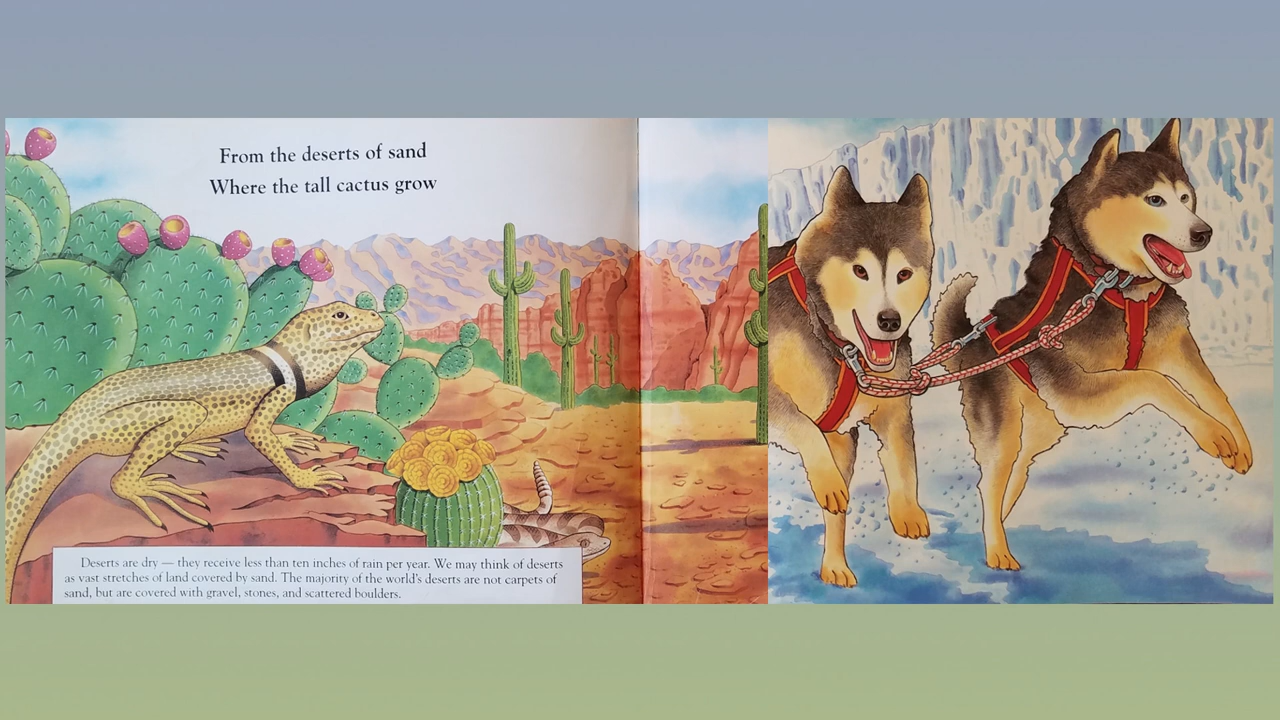 From the deserts of sand
Where the tall cactus grow
Deserts are dry — they receive less than ten inches of rain per year. We may think of deserts
as vast stretches of land covered by sand. The majority of the world's deserts are not carpets of
sand, but are covered with gravel, stones, and scattered boulders.